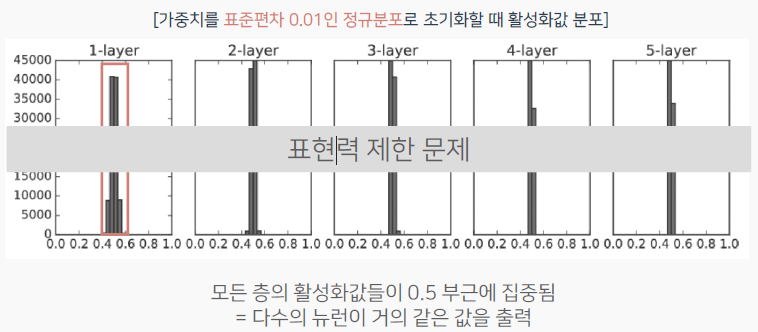 [가중치를 표준편차 0.01인 정규분포로 초기화할 때 활성화값 분포]
1-layer 2-layer 3-layer 4-layer 5-layer
45000
40000
35000
30000
표현력 제한 문제
15000
10000
5000
0
0.0 0.2 0.4 0.6 0.8 1.0 0.0 0.2 0.4 0.6 0.8 1.0 0.0 0.2 0.4 0.6 0.8 1.0 0.0 0.2 0.4 0.6 0.8 1.0 0.0 0.2 0.4 0.6 0.8 1.0
모든 층의 활성화값들이 0.5 부근에 집중됨
= 다수의 뉴런이 거의 같은 값을 출력